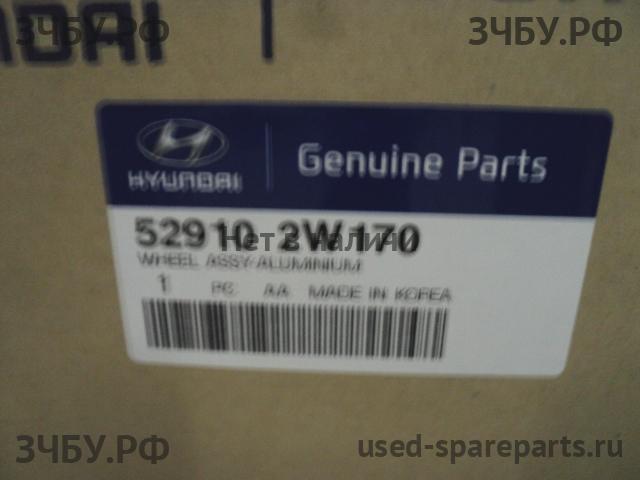 ЗЧБУ.РФ
ЗЧБУ.РФ
HYUNDAI
Genuine Parts
52910 2W170
Нет в наличии
WHEEL ASSY-ALUMINIUM
1 PC AA MADE IN KOREA
ЗЧБУ.РФ
used-spareparts.ru